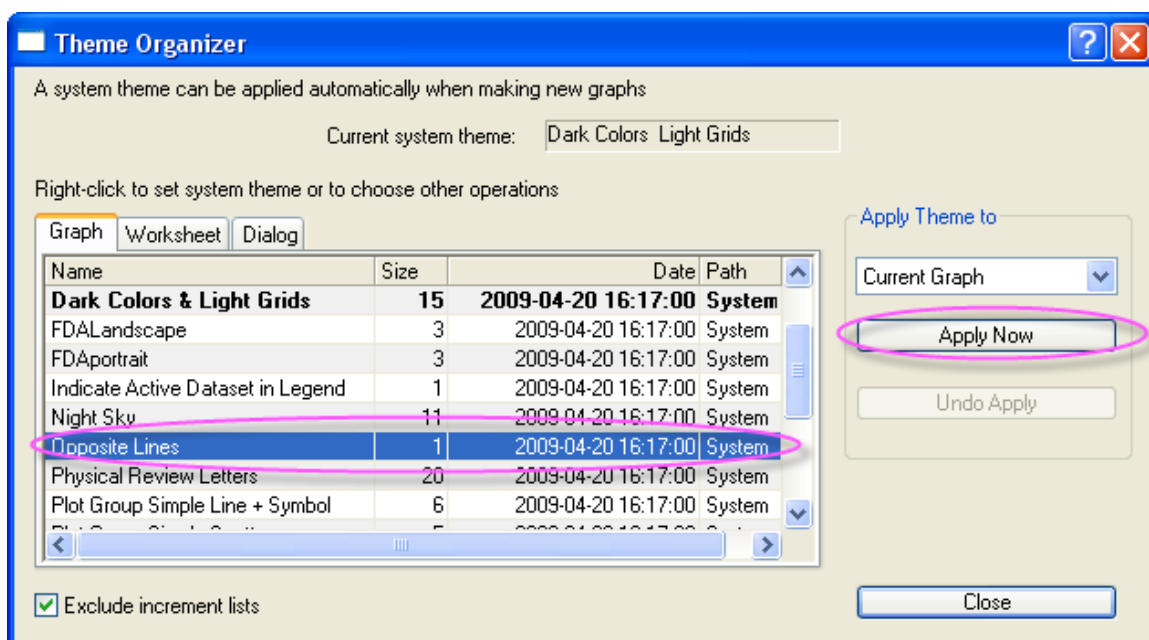 Theme Organizer
A system theme can be applied automatically when making new graphs
Current system theme: Dark Colors Light Grids
Right-click to set system theme or to choose other operations
Graph Worksheet Dialog
Name Size Date Path
Dark Colors & Light Grids 15 2009-04-20 16:17:00 System
FDALandscape 3 2009-04-20 16:17:00 System
FDAportrait 3 2009-04-20 16:17:00 System
Indicate Active Dataset in Legend 1 2009-04-20 16:17:00 System
Night Sky 11 2009-04-20 16:17:00 System
Opposite Lines 1 2009-04-20 16:17:00 System
Physical Review Letters 20 2009-04-20 16:17:00 System
Plot Group Simple Line + Symbol 6 2009-04-20 16:17:00 System
Apply Theme to
Current Graph
Apply Now
Undo Apply
Exclude increment lists
Close